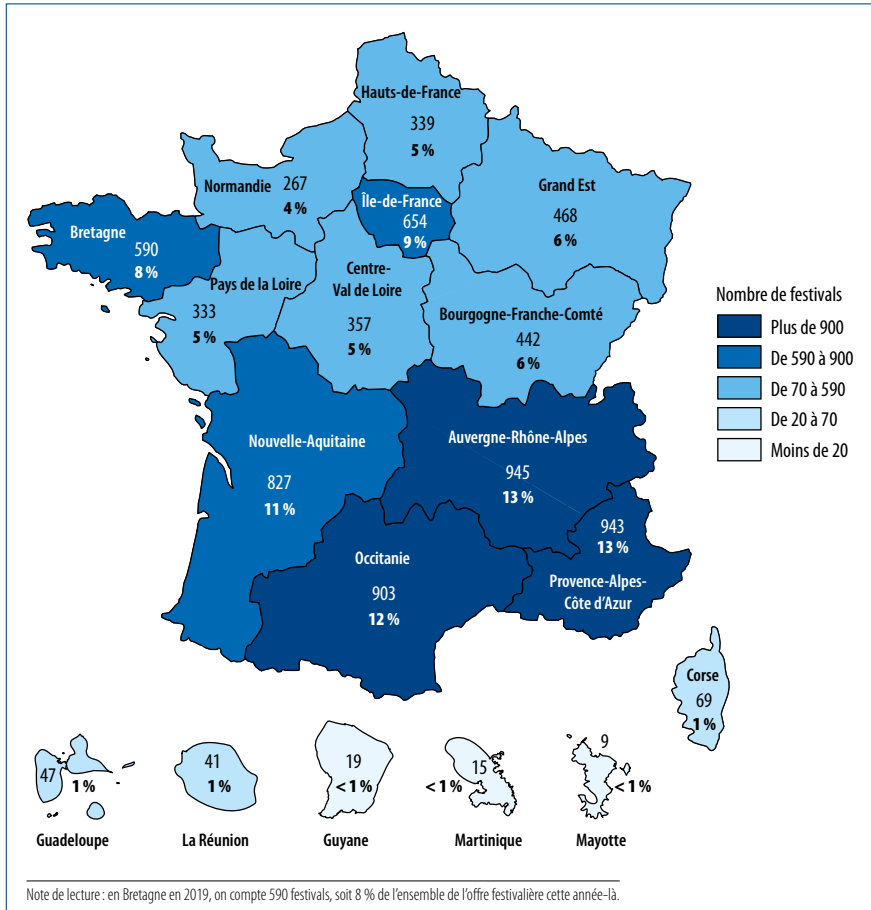 Hauts-de-France
339
5 %
Normandie
267
4 %
Île-de-France
654
9 %
Grand Est
468
6 %
Bretagne
590
8 %
Pays de la Loire
333
5 %
Centre-
Val de Loire
357
5 %
Bourgogne-Franche-Comté
442
6 %
Nombre de festivals
Plus de 900
De 590 à 900
De 70 à 590
De 20 à 70
Moins de 20
Nouvelle-Aquitaine
827
11 %
Auvergne-Rhône-Alpes
945
13 %
943
13 %
Provence-Alpes-
Côte d'Azur
Occitanie
903
12 %
Corse
69
1 %
47
1 %
Guadeloupe
41
1 %
La Réunion
19
< 1 %
Guyane
15
< 1 %
Martinique
9
< 1 %
Mayotte
Note de lecture : en Bretagne en 2019, on compte 590 festivals, soit 8 % de l'ensemble de l'offre festivalière cette année-là.